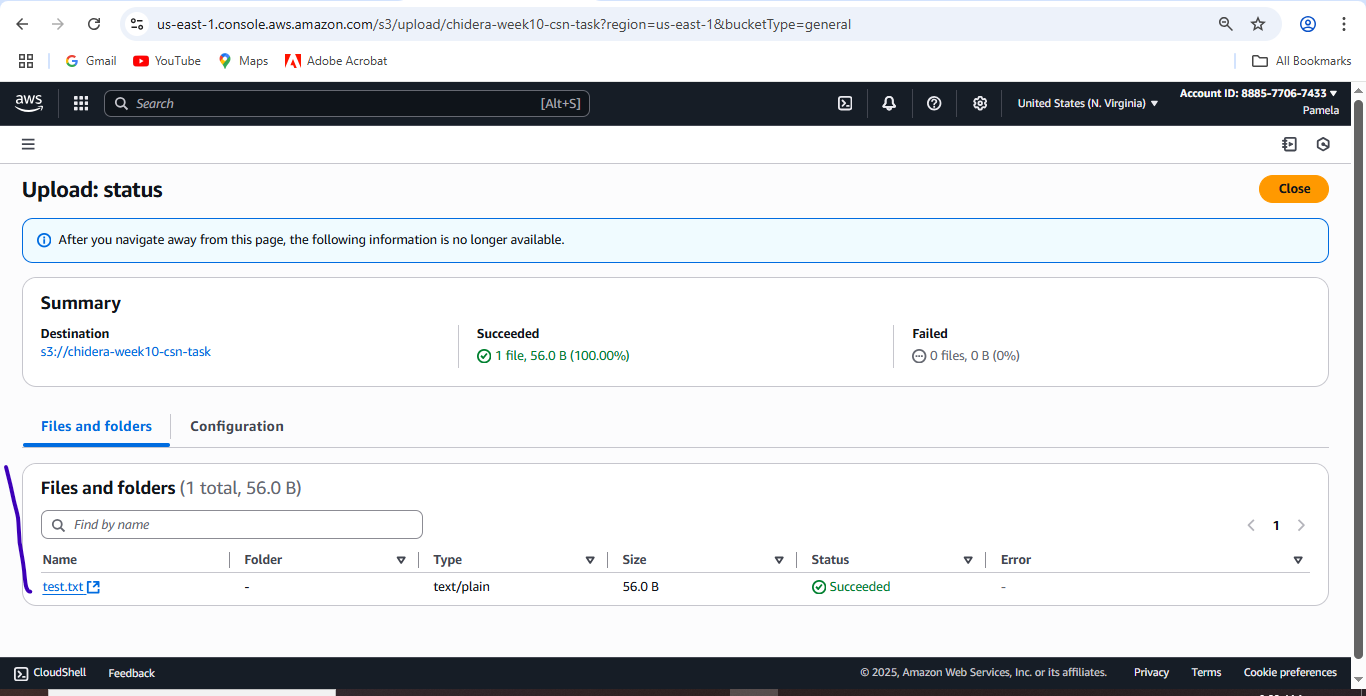 us-east-1.console.aws.amazon.com/s3/upload/chidera-week10-csn-task?region=us-east-1&bucketType=general
Gmail YouTube Maps Adobe Acrobat All Bookmarks
aws Search [Alt+S] United States (N. Virginia) Account ID: 8885-7706-7433
Pamela
Upload: status Close
After you navigate away from this page, the following information is no longer available.
Summary
Destination Succeeded Failed
s3://chidera-week10-csn-task 1 file, 56.0 B (100.00%) 0 files, 0 B (0%)
Files and folders Configuration
Files and folders (1 total, 56.0 B)
Find by name 1
Name Folder Type Size Status Error
test.txt - text/plain 56.0 B Succeeded -
CloudShell Feedback © 2025, Amazon Web Services, Inc. or its affiliates. Privacy Terms Cookie preferences